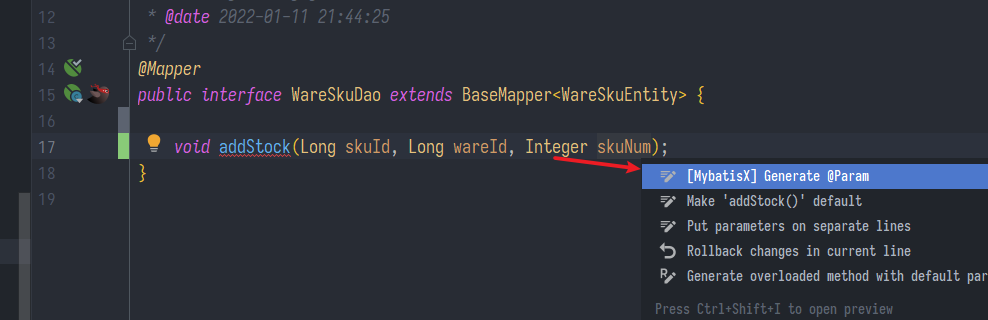 12 * @date 2022-01-11 21:44:25
13 */
14 @Mapper
15 public interface WareSkuDao extends BaseMapper<WareSkuEntity> {
16
17 void addStock(Long skuId, Long wareId, Integer skuNum);
18 }
19
[MybatisX] Generate @Param
Make 'addStock()' default
Put parameters on separate lines
Rollback changes in current line
Generate overloaded method with default par
Press Ctrl+Shift+I to open preview